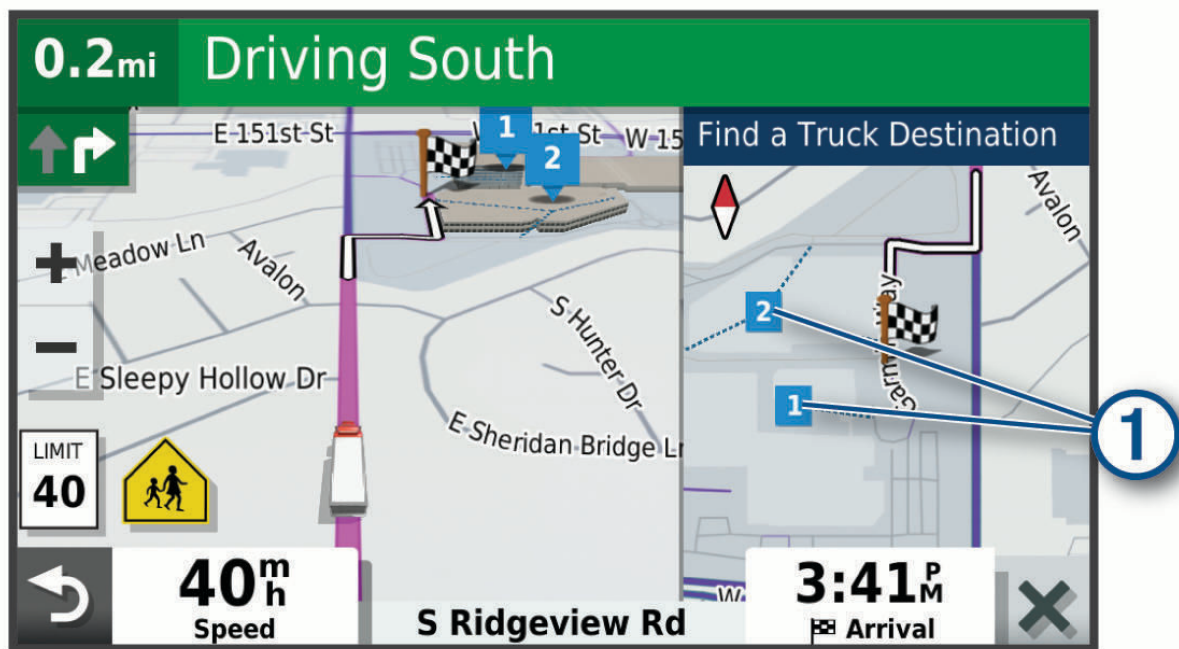 0.2mi Driving South
E 151st St
1
1st St
W 15
2
Find a Truck Destination
Meadow Ln
Avalon
Avalon
S Hunter Dr
2
E Sleepy Hollow Dr
1
E Sheridan Bridge Ln
1
LIMIT
40
40 mh
Speed
S Ridgeview Rd
W
3:41 PM
Arrival